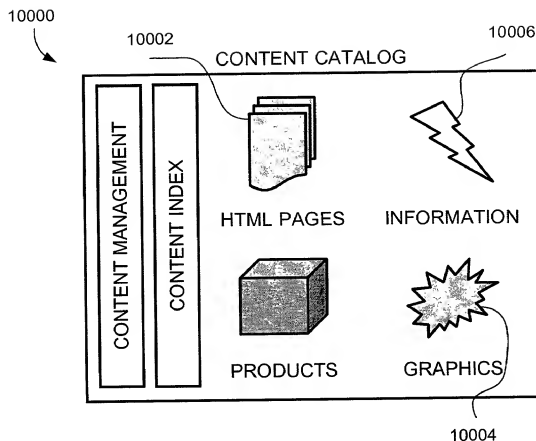 10000
10002
10006
CONTENT CATALOG
CONTENT MANAGEMENT
CONTENT INDEX
HTML PAGES
INFORMATION
PRODUCTS
GRAPHICS
10004